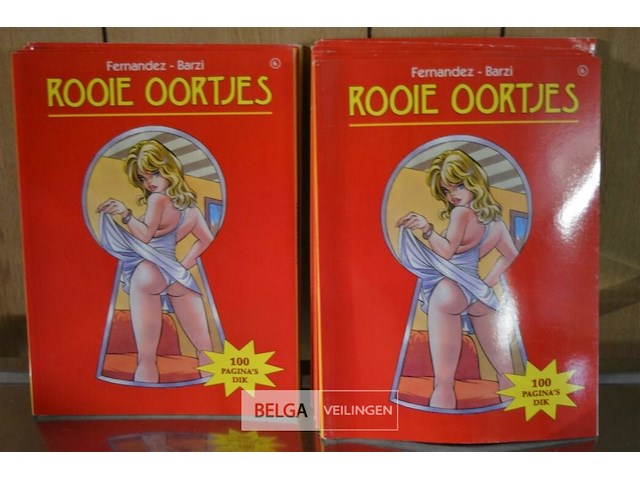 Fernandez - Barzi
ROOIE OORTJES
100
PAGINA'S
DIK
Fernandez - Barzi
ROOIE OORTJES
100
PAGINA'S
DIK
BELGA VEILINGEN